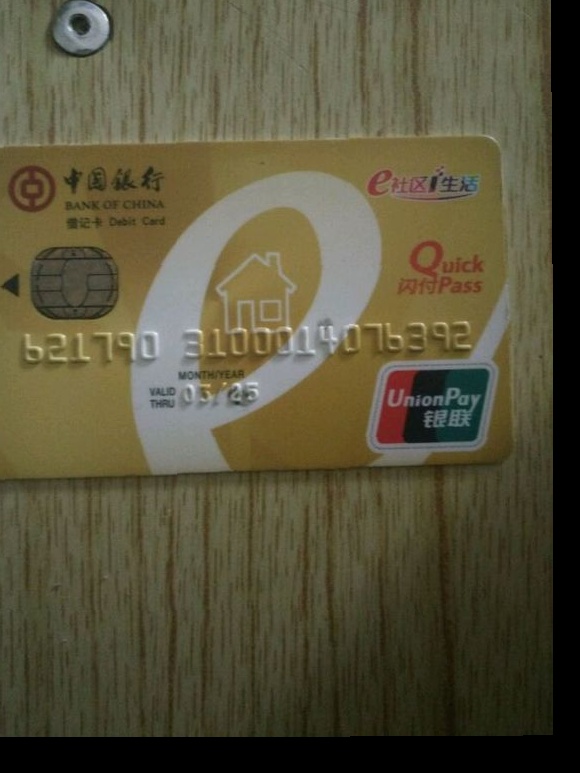 中国银行
BANK OF CHINA
借记卡 Debit Card
e社区i生活
Quick
闪付Pass
621790 3100014076392
MONTH/YEAR
VALID
THRU 05/25
UnionPay
银联